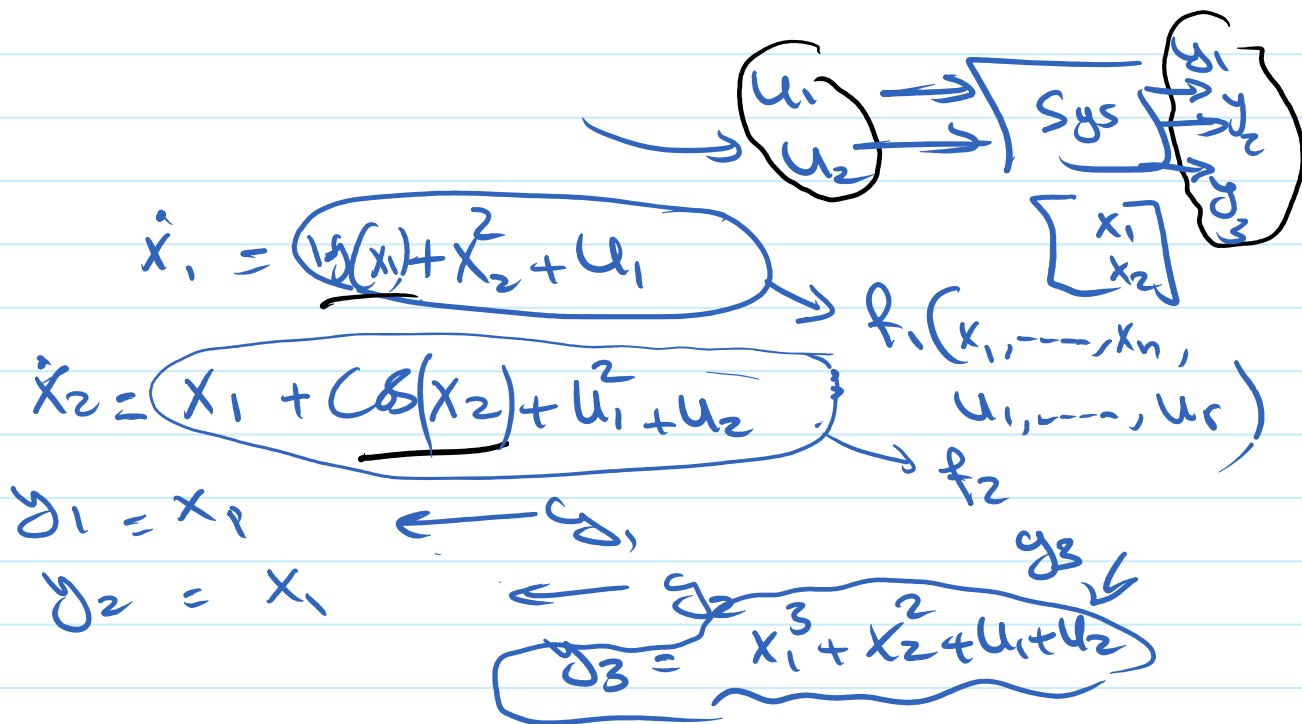 u₁ ⇒ Sys → y₁
→ y₂
u₂ ⇒ → y₃
ẋ₁ = lg(x₁) + x₂² + u₁
[x₁
x₂]
f₁(x₁, ----, xₙ,
u₁, ----, uᵣ)
ẋ₂ = x₁ + Cos(x₂) + u₁² + u₂
f₂
y₁ = x₁ ← g₁
y₂ = x₁ ← g₂
g₃
y₃ = x₁³ + x₂² + u₁ + u₂